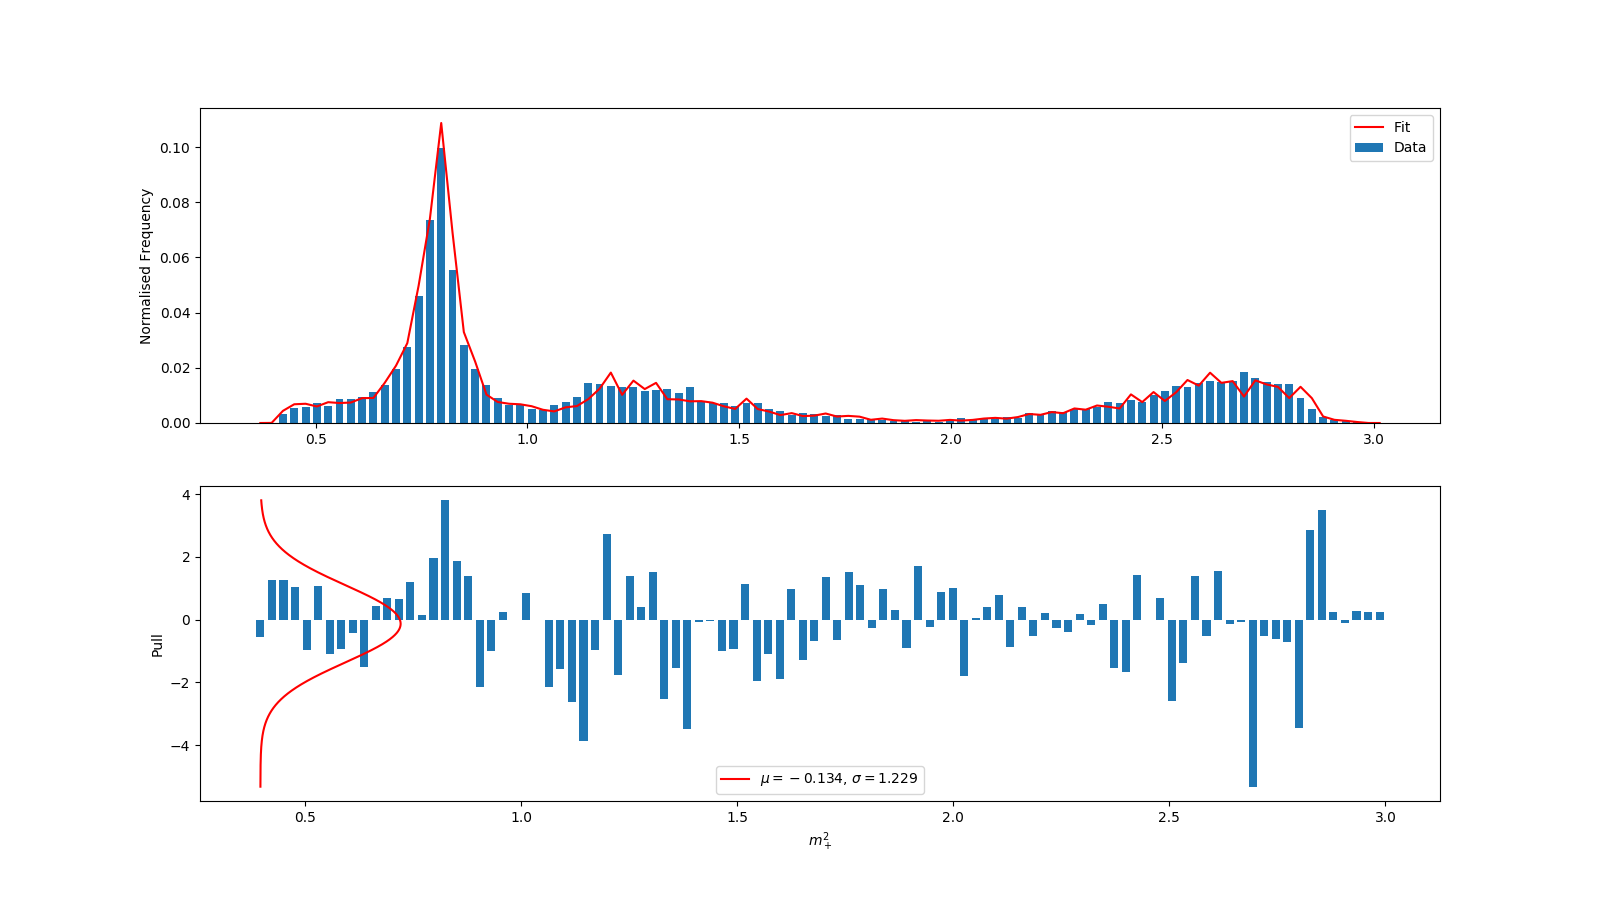 Normalised Frequency
0.10
0.08
0.06
0.04
0.02
0.00
0.5 1.0 1.5 2.0 2.5 3.0
Fit
Data
Pull
4
2
0
−2
−4
μ = −0.134, σ = 1.229
0.5 1.0 1.5 2.0 2.5 3.0
m²₊